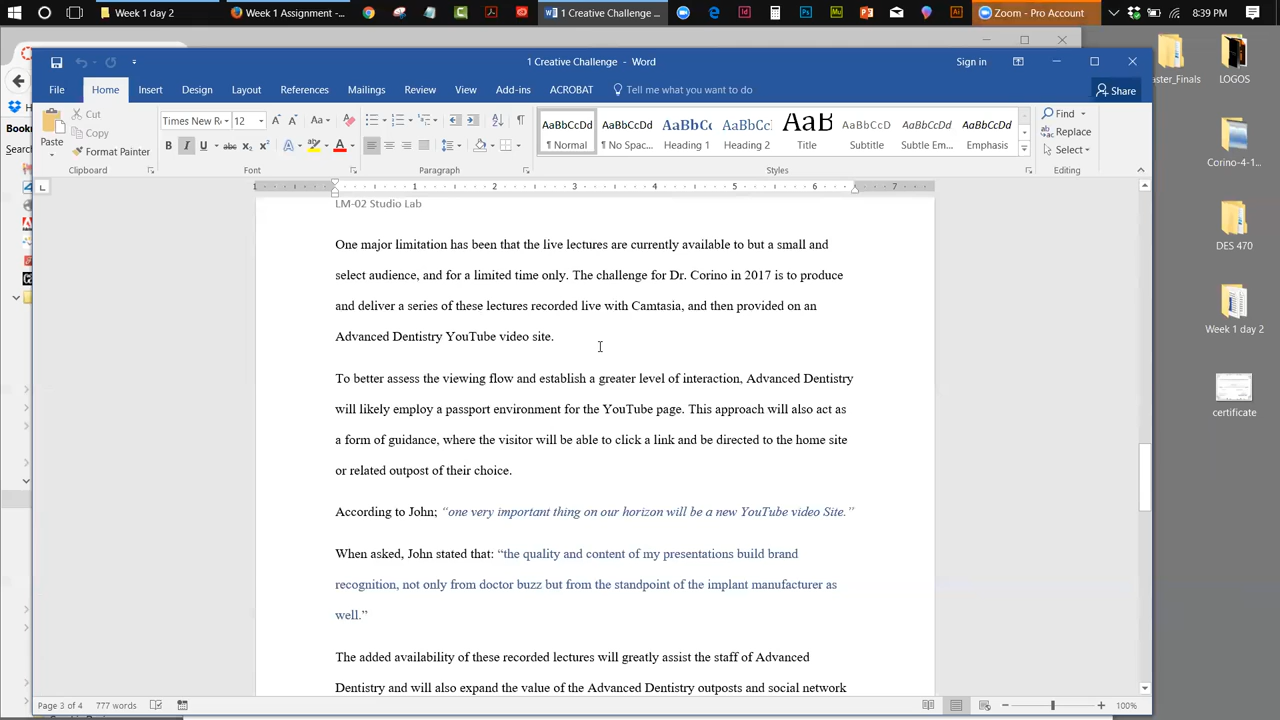 Week 1 day 2
Week 1 Assignment -...
1 Creative Challenge ...
Zoom - Pro Account
8:39 PM
1 Creative Challenge - Word
Sign in
File
Home
Insert
Design
Layout
References
Mailings
Review
View
Add-ins
ACROBAT
Tell me what you want to do
Share
Paste
Cut
Copy
Format Painter
Clipboard
Times New R
12
Font
Paragraph
AaBbCcDd
¶ Normal
AaBbCcDd
¶ No Spac...
AaBbCc
Heading 1
AaBbCc
Heading 2
AaB
Title
AaBbCcD
Subtitle
AaBbCcDd
Subtle Em...
AaBbCcDd
Emphasis
Styles
Find
Replace
Select
Editing
Bookm
Searc
1 1 2 3 4 5 6 7
LM-02 Studio Lab
One major limitation has been that the live lectures are currently available to but a small and
select audience, and for a limited time only. The challenge for Dr. Corino in 2017 is to produce
and deliver a series of these lectures recorded live with Camtasia, and then provided on an
Advanced Dentistry YouTube video site.
To better assess the viewing flow and establish a greater level of interaction, Advanced Dentistry
will likely employ a passport environment for the YouTube page. This approach will also act as
a form of guidance, where the visitor will be able to click a link and be directed to the home site
or related outpost of their choice.
According to John; “one very important thing on our horizon will be a new YouTube video Site.”
When asked, John stated that: “the quality and content of my presentations build brand
recognition, not only from doctor buzz but from the standpoint of the implant manufacturer as
well.”
The added availability of these recorded lectures will greatly assist the staff of Advanced
Dentistry and will also expand the value of the Advanced Dentistry outposts and social network
Page 3 of 4
777 words
100%
aster_Finals
LOGOS
Corino-4-1...
DES 470
Week 1 day 2
certificate